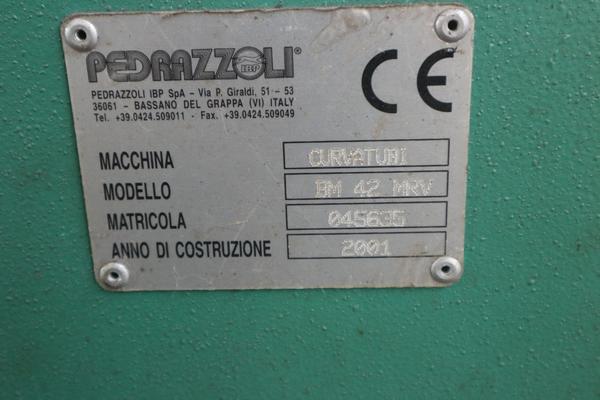 PEDRAZZOLI®
IBP
CE
PEDRAZZOLI IBP SpA - Via P. Giraldi, 51 - 53
36061 - BASSANO DEL GRAPPA (VI) ITALY
Tel. +39.0424.509011 - Fax. +39.0424.509049
MACCHINA CURVATUBI
MODELLO BM 42 MRV
MATRICOLA 045635
ANNO DI COSTRUZIONE 2001